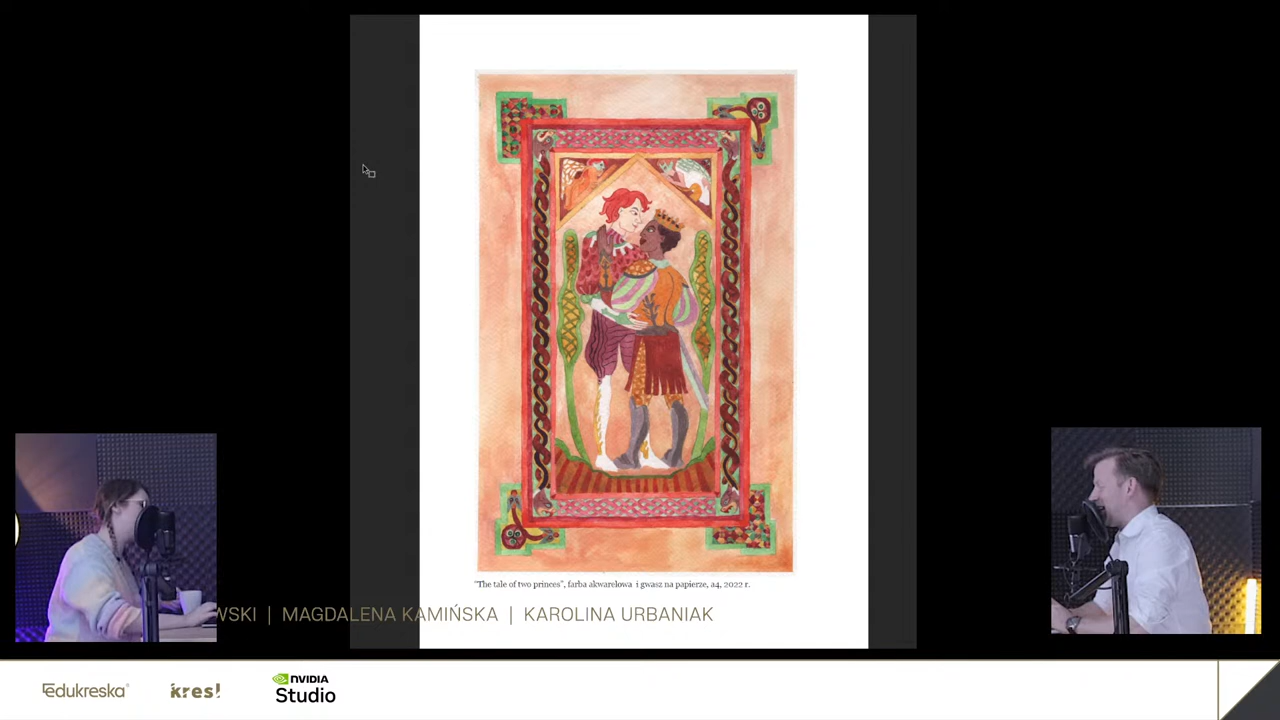 "The tale of two princes", farba akwarelowa i gwasz na papierze, a4, 2022 r.
WSKI | MAGDALENA KAMIŃSKA | KAROLINA URBANIAK
Edukreska
kres!
NVIDIA
Studio